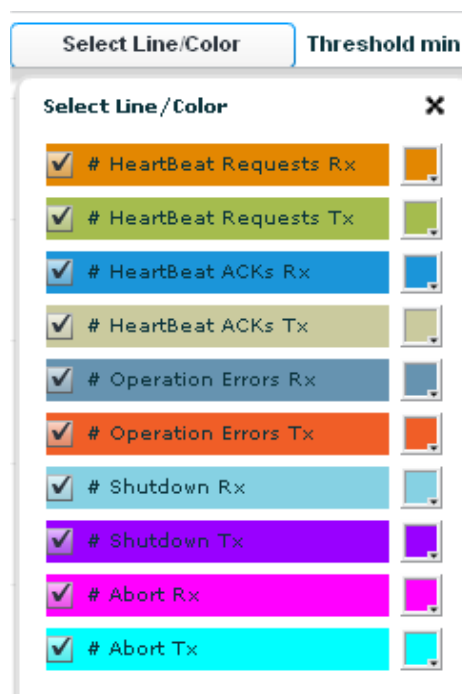 Select Line/Color Threshold min
Select Line/Color
# HeartBeat Requests Rx
# HeartBeat Requests Tx
# HeartBeat ACKs Rx
# HeartBeat ACKs Tx
# Operation Errors Rx
# Operation Errors Tx
# Shutdown Rx
# Shutdown Tx
# Abort Rx
# Abort Tx